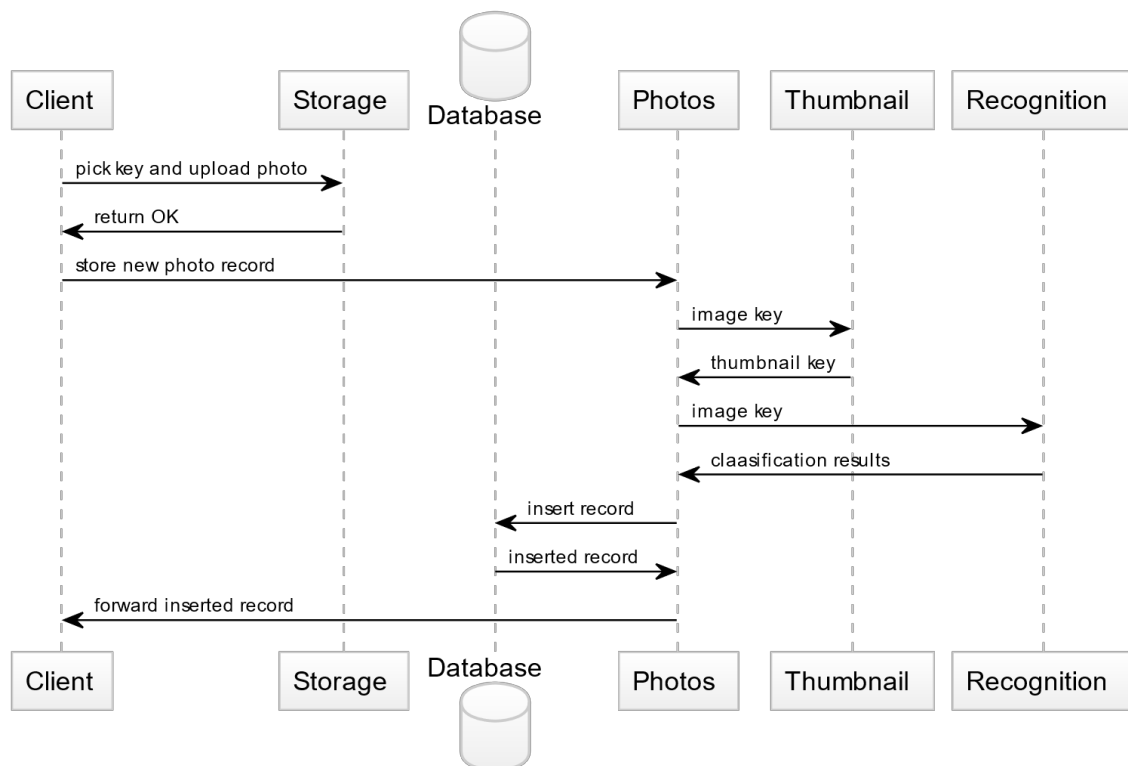 Client
Storage
Database
Photos
Thumbnail
Recognition
pick key and upload photo
return OK
store new photo record
image key
thumbnail key
image key
claasification results
insert record
inserted record
forward inserted record
Client
Storage
Database
Photos
Thumbnail
Recognition